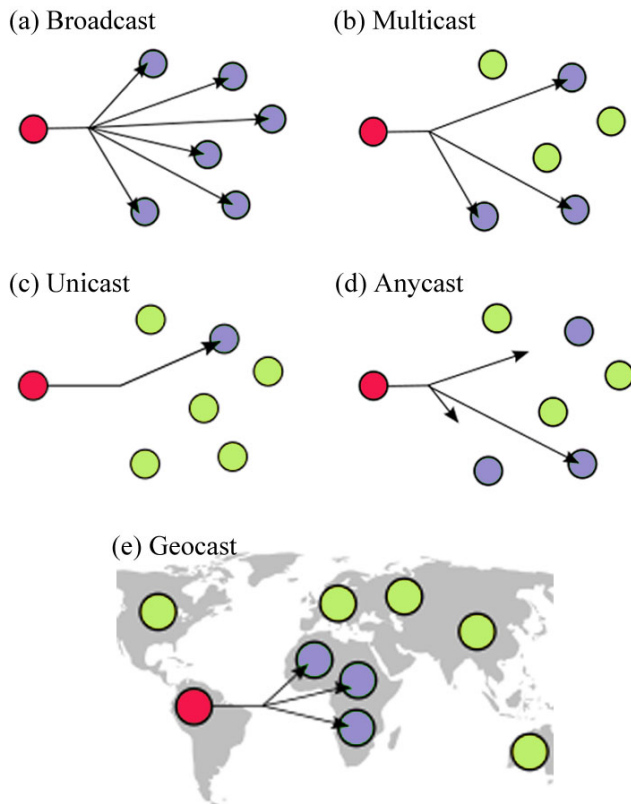 (a) Broadcast
(b) Multicast
(c) Unicast
(d) Anycast
(e) Geocast